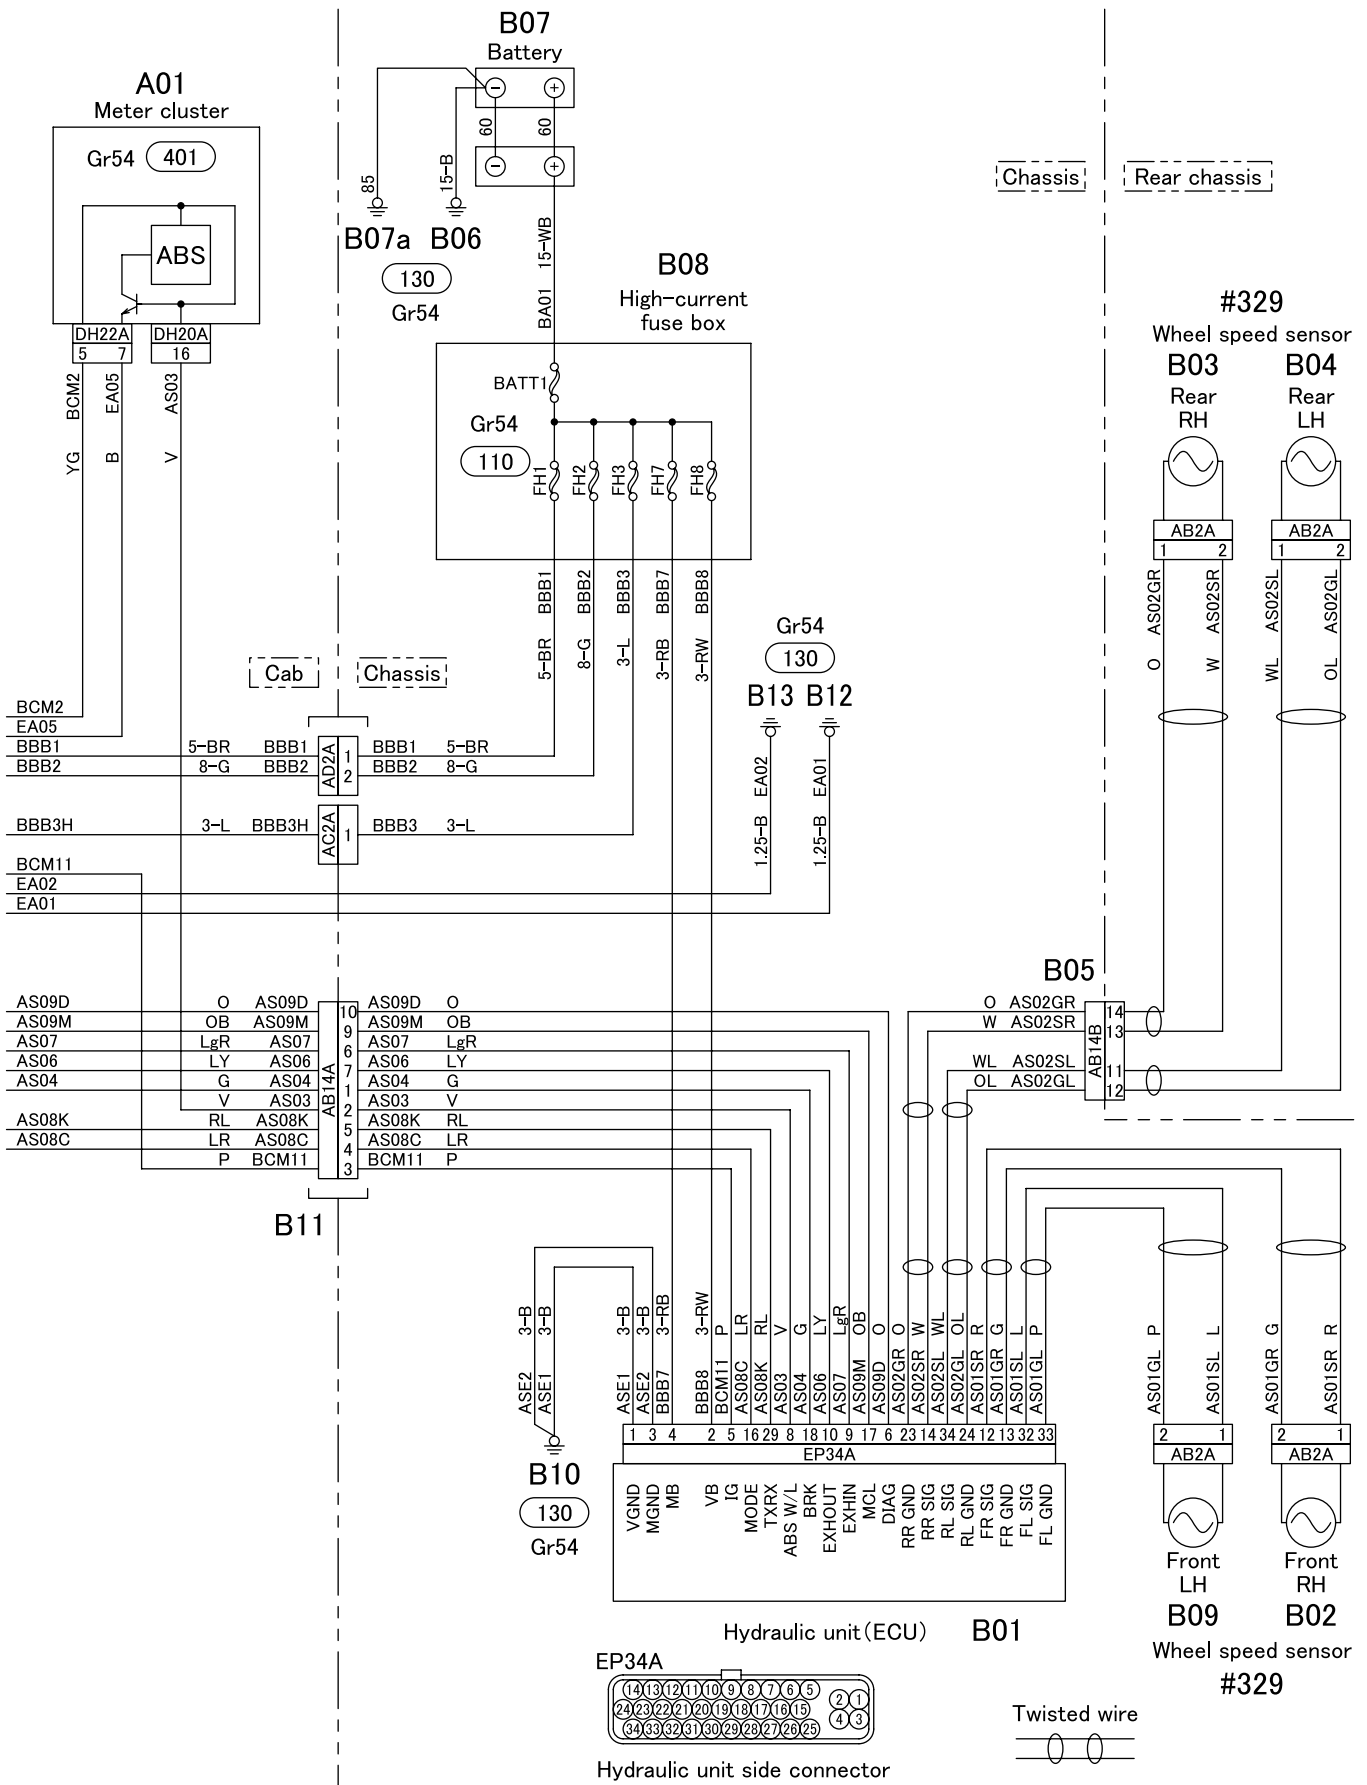 B07
Battery
A01
Meter cluster
Gr54 401
ABS
DH22A DH20A
5 7 16
BCM2 EA05 AS03
YG B V
60 60
85 15-B
15-WB
BA01
B07a B06
130
Gr54
B08
High-current
fuse box
BATT1
Gr54
110
FH1 FH2 FH3 FH7 FH8
BBB1 BBB2 BBB3 BBB7 BBB8
5-BR 8-G 3-L 3-RB 3-RW
Chassis Rear chassis
#329
Wheel speed sensor
B03 B04
Rear Rear
RH LH
AB2A AB2A
1 2 1 2
AS02GR AS02SR AS02SL AS02GL
O W WL OL
Gr54
130
B13 B12
EA02 EA01
1.25-B 1.25-B
Cab Chassis
BCM2
EA05
BBB1 5-BR BBB1 1 BBB1 5-BR
BBB2 8-G BBB2 2 BBB2 8-G
AD2A
BBB3H 3-L BBB3H 1 BBB3 3-L
AC2A
BCM11
EA02
EA01
B05
AS09D O AS09D 10 AS09D O
AS09M OB AS09M 9 AS09M OB
AS07 LgR AS07 6 AS07 LgR
AS06 LY AS06 7 AS06 LY
AS04 G AS04 1 AS04 G
V AS03 2 AS03 V
AS08K RL AS08K 5 AS08K RL
AS08C LR AS08C 4 AS08C LR
P BCM11 3 BCM11 P
AB14A
B11
O AS02GR 14
W AS02SR 13
WL AS02SL 11
OL AS02GL 12
AB14B
3-B 3-B 3-B 3-B 3-RB 3-RW P LR RL V G LY LgR OB O O W WL OL R G L P
ASE2 ASE1 ASE1 ASE2 BBB7 BBB8 BCM11 AS08C AS08K AS03 AS04 AS06 AS07 AS09M AS09D AS02GR AS02SR AS02SL AS02GL AS01SR AS01GR AS01SL AS01GL
1 3 4 2 5 16 29 8 18 10 9 17 6 23 14 34 24 12 13 32 33
EP34A
VGND MGND MB VB IG MODE TXRX ABS W/L BRK EXHOUT EXHIN MCL DIAG RR GND RR SIG RL SIG RL GND FR SIG FR GND FL SIG FL GND
B10
130
Gr54
P L G R
AS01GL AS01SL AS01GR AS01SR
2 1 2 1
AB2A AB2A
Front Front
LH RH
B09 B02
Wheel speed sensor
#329
Hydraulic unit(ECU) B01
EP34A
14 13 12 11 10 9 8 7 6 5 2 1
24 23 22 21 20 19 18 17 16 15 4 3
34 33 32 31 30 29 28 27 26 25
Hydraulic unit side connector
Twisted wire